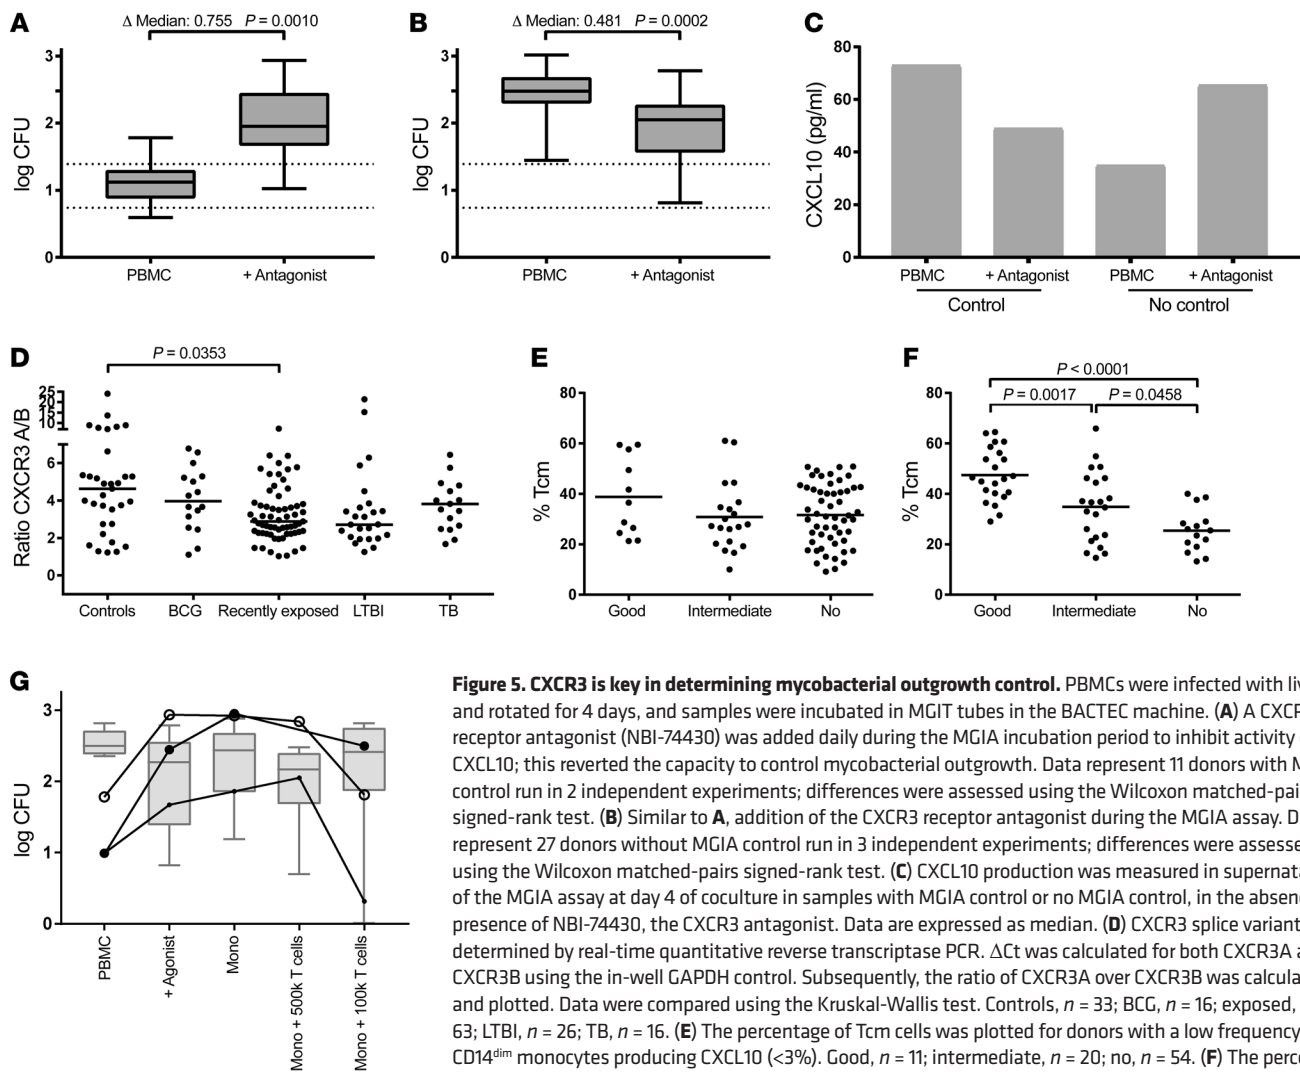 A
Δ Median: 0.755 P = 0.0010
log CFU
3
2
1
0
PBMC
+ Antagonist
B
Δ Median: 0.481 P = 0.0002
log CFU
3
2
1
0
PBMC
+ Antagonist
C
CXCL10 (pg/ml)
80
60
40
20
0
PBMC
+ Antagonist
PBMC
+ Antagonist
Control
No control
D
P = 0.0353
Ratio CXCR3 A/B
25
20
15
10
6
4
2
0
Controls
BCG
Recently exposed
LTBI
TB
E
% Tcm
80
60
40
20
0
Good
Intermediate
No
F
P < 0.0001
P = 0.0017
P = 0.0458
% Tcm
80
60
40
20
0
Good
Intermediate
No
G
log CFU
3
2
1
0
PBMC
+ Agonist
Mono
Mono + 500k T cells
Mono + 100k T cells
Figure 5. CXCR3 is key in determining mycobacterial outgrowth control. PBMCs were infected with
and rotated for 4 days, and samples were incubated in MGIT tubes in the BACTEC machine. (A) A
receptor antagonist (NBI-74430) was added daily during the MGIA incubation period to inhibit activity
CXCL10; this reverted the capacity to control mycobacterial outgrowth. Data represent 11 donors with
control run in 2 independent experiments; differences were assessed using the Wilcoxon
signed-rank test. (B) Similar to A, addition of the CXCR3 receptor antagonist during the MGIA assay.
represent 27 donors without MGIA control run in 3 independent experiments; differences were
using the Wilcoxon matched-pairs signed-rank test. (C) CXCL10 production was measured in
of the MGIA assay at day 4 of coculture in samples with MGIA control or no MGIA control, in the
presence of NBI-74430, the CXCR3 antagonist. Data are expressed as median. (D) CXCR3 splice
determined by real-time quantitative reverse transcriptase PCR. ΔCt was calculated for both CXCR3A
CXCR3B using the in-well GAPDH control. Subsequently, the ratio of CXCR3A over CXCR3B was
and plotted. Data were compared using the Kruskal-Wallis test. Controls, n = 33; BCG, n = 16; exposed,
63; LTBI, n = 26; TB, n = 16. (E) The percentage of Tcm cells was plotted for donors with a low frequency
CD14dim monocytes producing CXCL10 (<3%). Good, n = 11; intermediate, n = 20; no, n = 54. (F) The